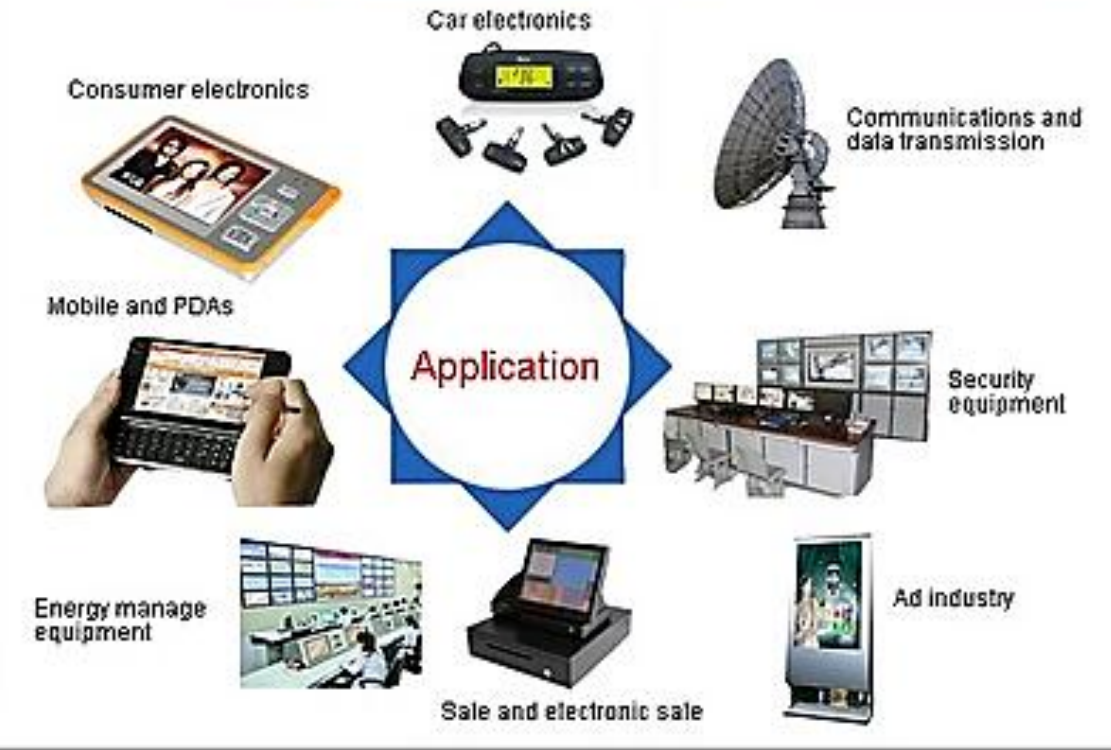 Car electronics
Consumer electronics
Communications and
data transmission
Mobile and PDAs
Application
Security
equipment
Energy manage
equipment
Ad industry
Sale and electronic sale